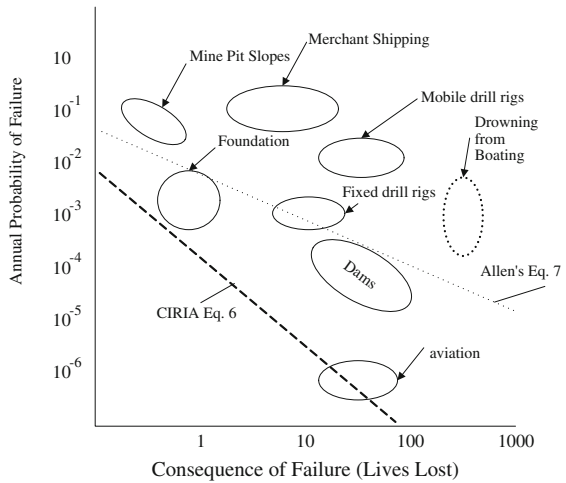 Merchant Shipping
Mine Pit Slopes
Mobile drill rigs
Drowning
from
Boating
Foundation
Fixed drill rigs
Dams
Allen's Eq. 7
CIRIA Eq. 6
aviation
Annual Probability of Failure
10
10-1
10-2
10-3
10-4
10-5
10-6
1 10 100 1000
Consequence of Failure (Lives Lost)